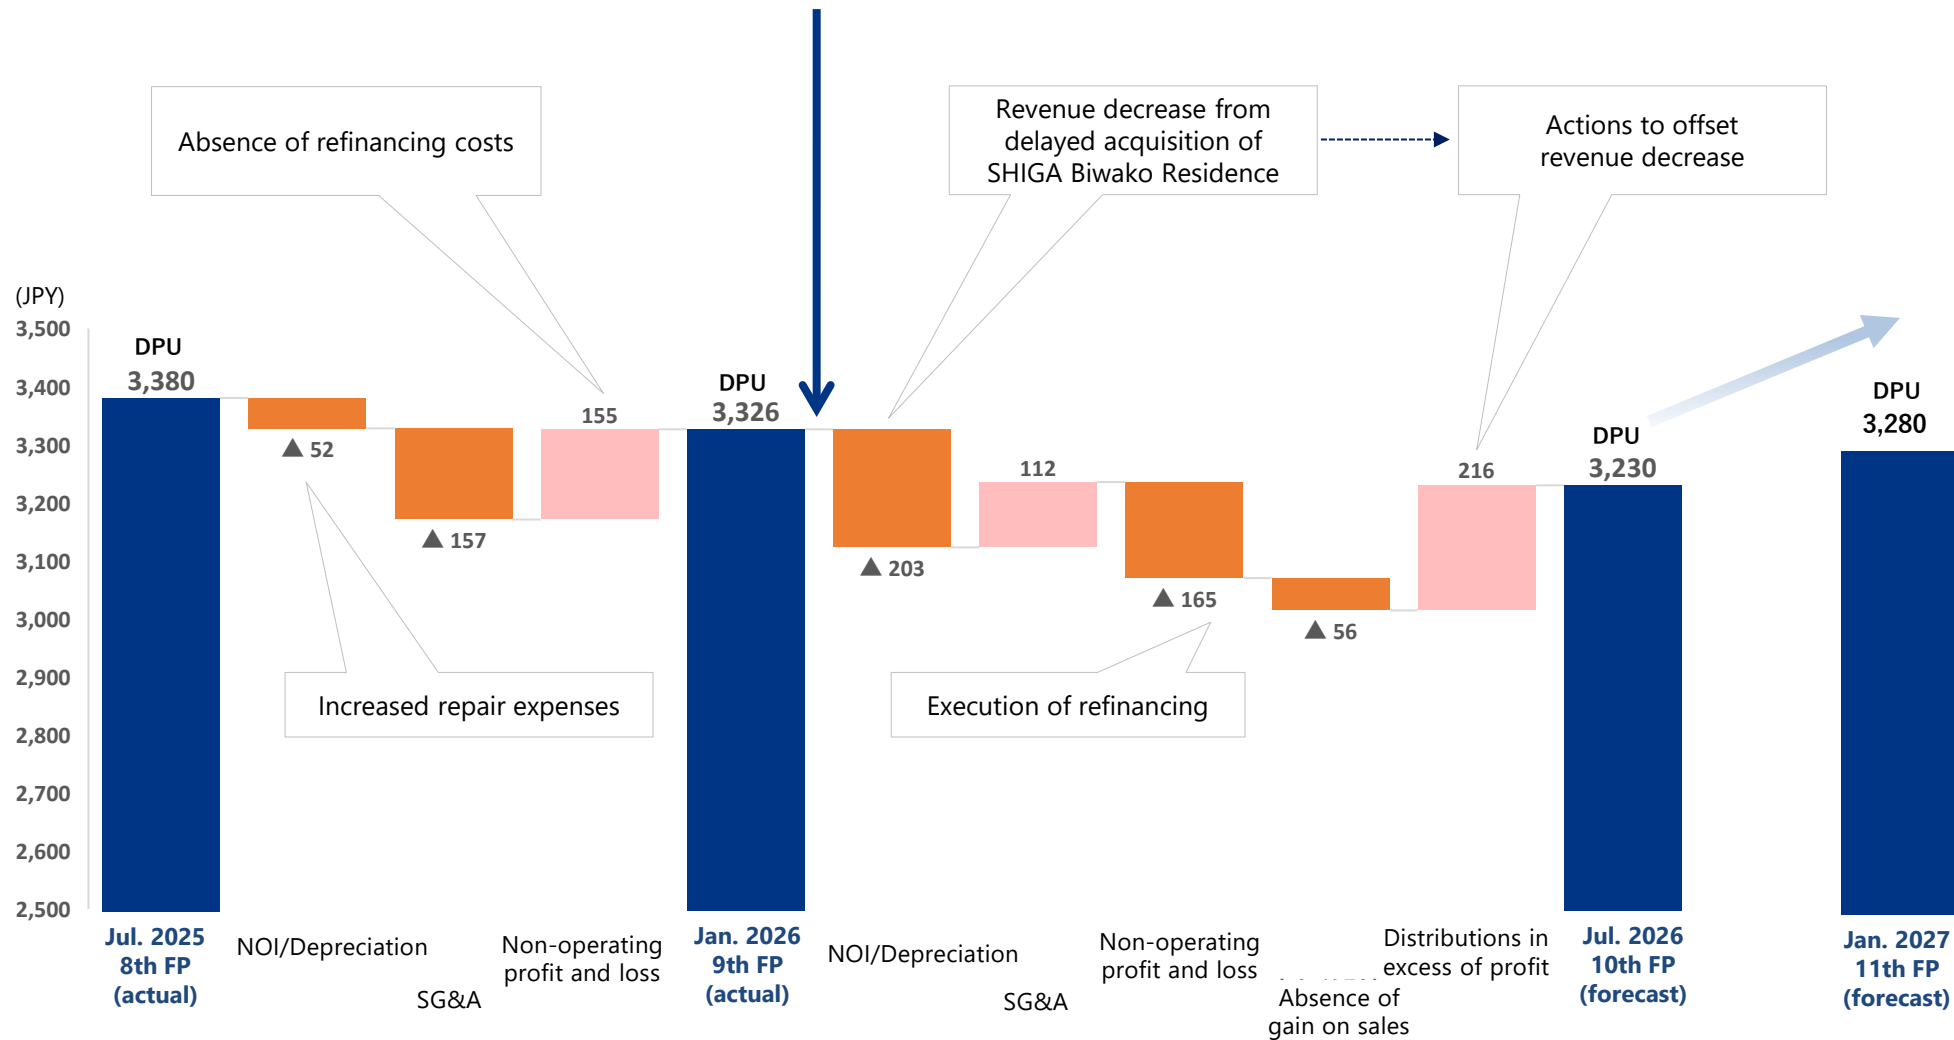 Absence of refinancing costs
Revenue decrease from
delayed acquisition of
SHIGA Biwako Residence
Actions to offset
revenue decrease
(JPY)
3,500
3,400
3,300
3,200
3,100
3,000
2,900
2,800
2,700
2,600
2,500
DPU
3,380
▲ 52
▲ 157
155
DPU
3,326
▲ 203
112
▲ 165
▲ 56
216
DPU
3,230
DPU
3,280
Increased repair expenses
Execution of refinancing
Jul. 2025
8th FP
(actual)
NOI/Depreciation
SG&A
Non-operating
profit and loss
Jan. 2026
9th FP
(actual)
NOI/Depreciation
SG&A
Non-operating
profit and loss
Absence of
gain on sales
Distributions in
excess of profit
Jul. 2026
10th FP
(forecast)
Jan. 2027
11th FP
(forecast)